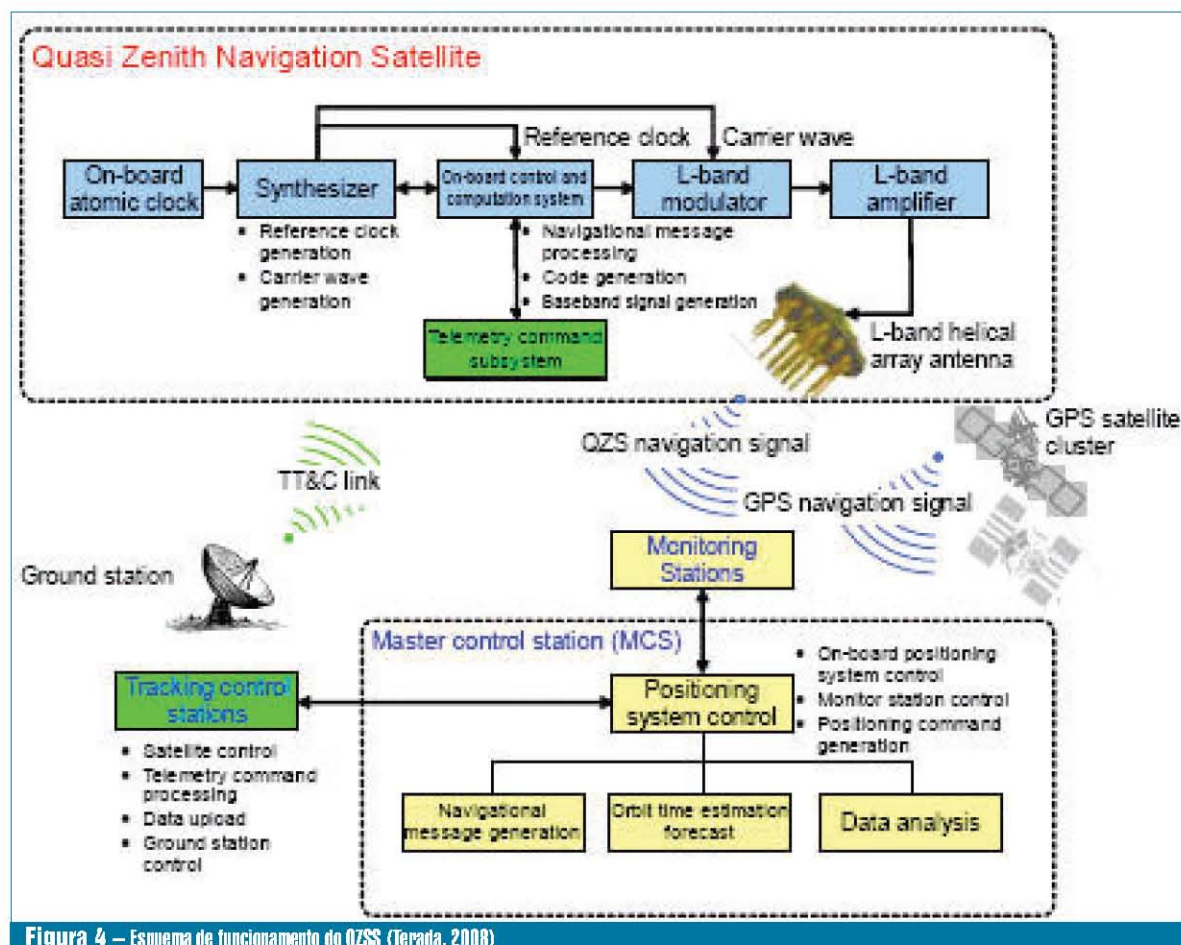 Quasi Zenith Navigation Satellite
Reference clock
Carrier wave
On-board
atomic clock
Synthesizer
On-board control and
computation system
L-band
modulator
L-band
amplifier
• Reference clock
generation
• Carrier wave
generation
• Navigational message
processing
• Code generation
• Baseband signal generation
Telemetry command
subsystem
L-band helical
array antenna
GPS satellite
cluster
QZS navigation signal
TT&C link
GPS navigation signal
Ground station
Monitoring
Stations
Master control station (MCS)
Tracking control
stations
Positioning
system control
• On-board positioning
system control
• Monitor station control
• Positioning command
generation
• Satellite control
• Telemetry command
processing
• Data upload
• Ground station
control
Navigational
message generation
Orbit time estimation
forecast
Data analysis
Figura 4 – Esquema de funcionamento do QZSS (Terada, 2008)